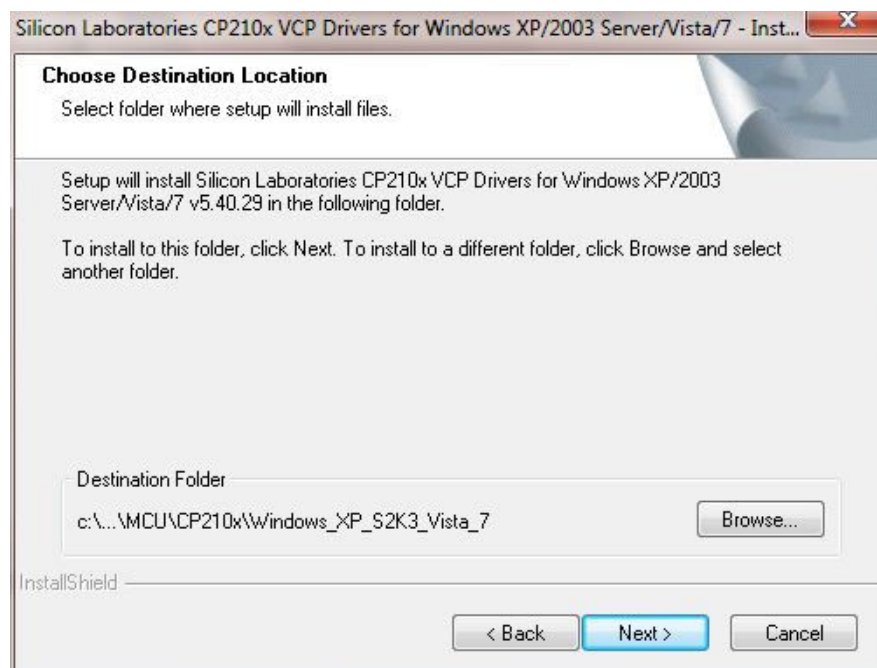 Silicon Laboratories CP210x VCP Drivers for Windows XP/2003 Server/Vista/7 - Inst...
Choose Destination Location
Select folder where setup will install files.
Setup will install Silicon Laboratories CP210x VCP Drivers for Windows XP/2003
Server/Vista/7 v5.40.29 in the following folder.
To install to this folder, click Next. To install to a different folder, click Browse and select
another folder.
Destination Folder
c:\...\MCU\CP210x\Windows_XP_S2K3_Vista_7
Browse...
InstallShield
< Back
Next >
Cancel